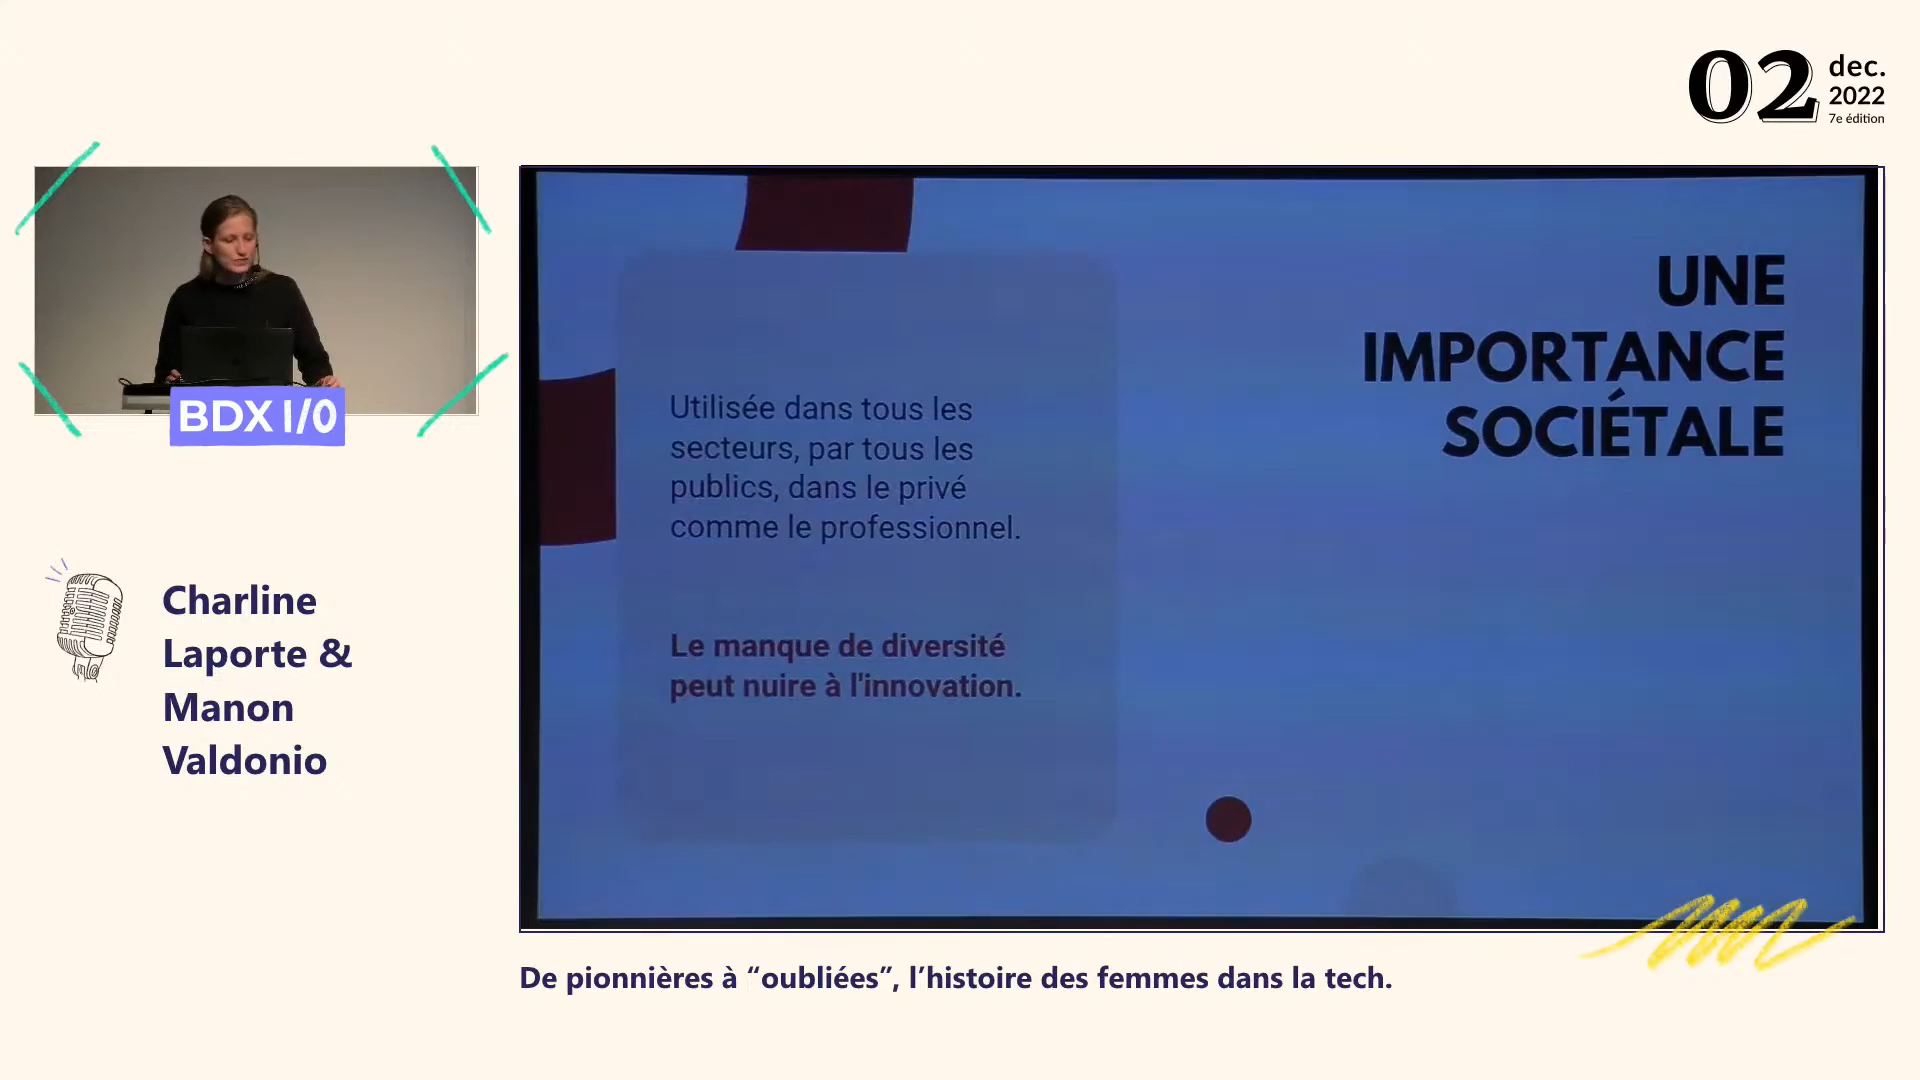 02
dec.
2022
7e édition
BDX I/O
Charline
Laporte &
Manon
Valdonio
UNE
IMPORTANCE
SOCIÉTALE
Utilisée dans tous les
secteurs, par tous les
publics, dans le privé
comme le professionnel.
Le manque de diversité
peut nuire à l'innovation.
De pionnières à “oubliées”, l’histoire des femmes dans la tech.